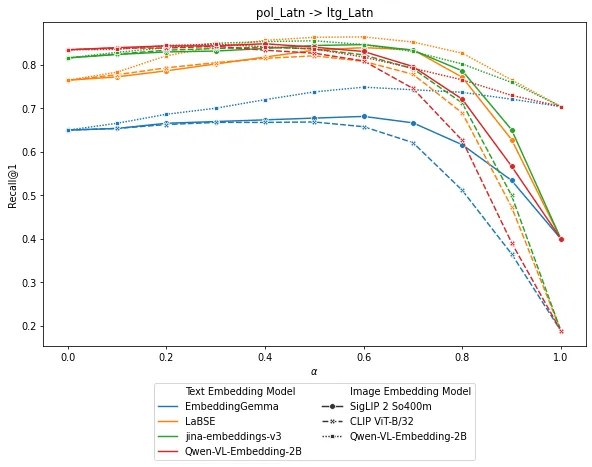 pol_Latn -> ltg_Latn
Recall@1
0.8
0.7
0.6
0.5
0.4
0.3
0.2
0.0 0.2 0.4 0.6 0.8 1.0
α
Text Embedding Model Image Embedding Model
EmbeddingGemma SigLIP 2 So400m
LaBSE CLIP ViT-B/32
jina-embeddings-v3 Qwen-VL-Embedding-2B
Qwen-VL-Embedding-2B